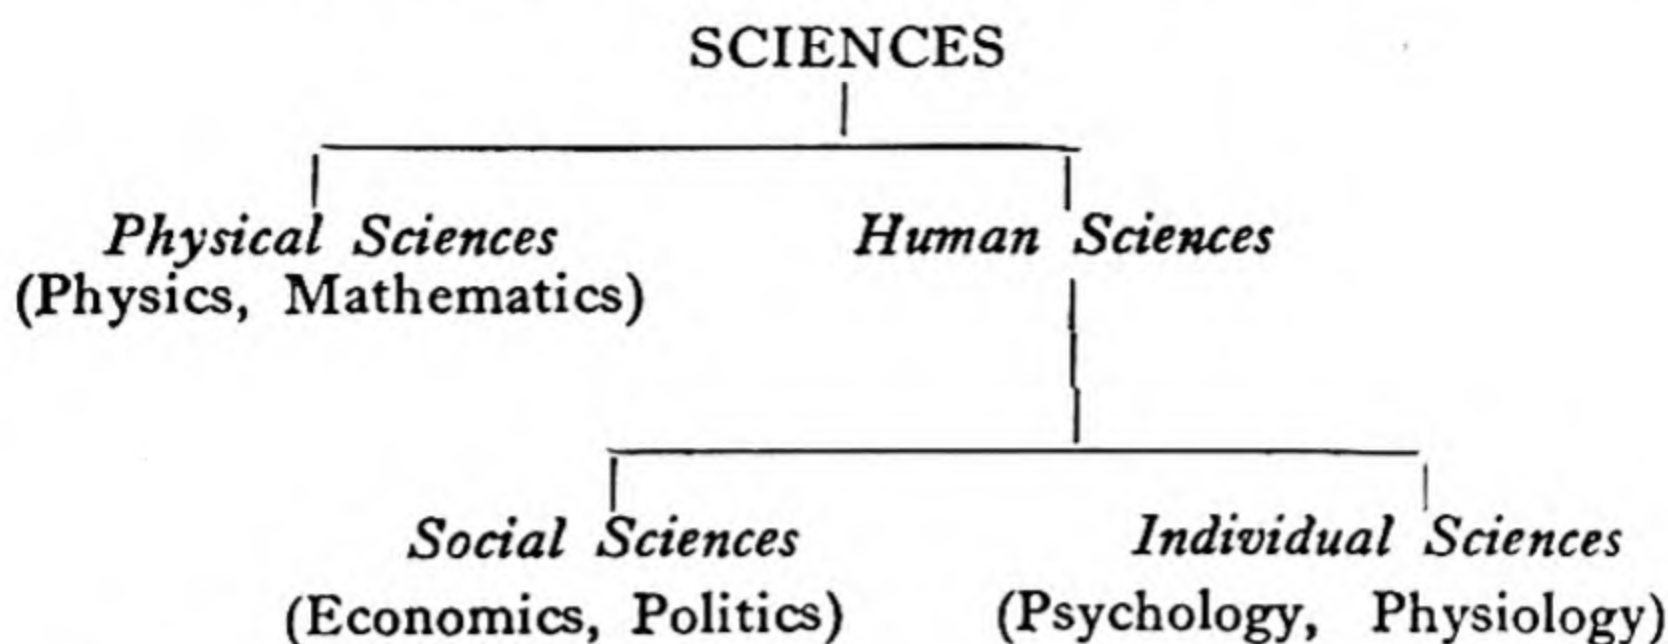 SCIENCES
Physical Sciences
Human Sciences
(Physics, Mathematics)
Social Sciences
Individual Sciences
(Economics, Politics)
(Psychology, Physiology)